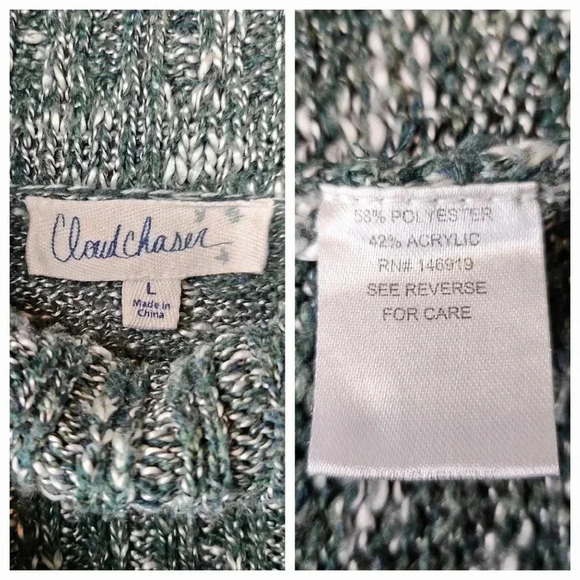 Cloudchaser
L
Made in
China
58% POLYESTER
42% ACRYLIC
RN# 146919
SEE REVERSE
FOR CARE